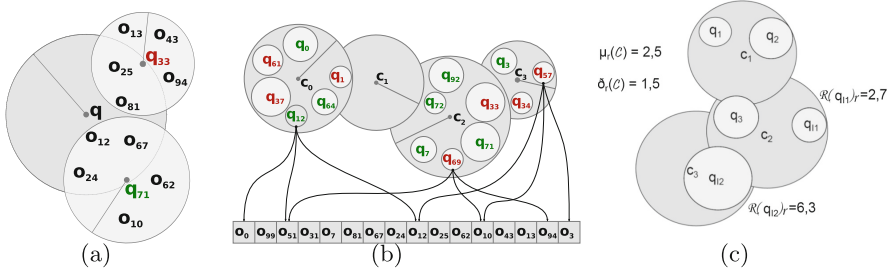 o13 o43
q33
o25 o94
o81
q
o12 o67
o24 o62
q71
o10
(a)
q0
q61 q1
c0
q37 q64
q12
c1
q92
q72 q33
c2
q7 q71
q69
q3 q57
c3
q34
o0 o99 o51 o31 o7 o81 o67 o24 o12 o25 o62 o10 o43 o13 o94 o3
(b)
μr(𝒞) = 2,5
ðr(𝒞) = 1,5
q1 q2
c1
ℛ(ql1)r=2,7
q3 ql1
c2
c3 ql2
ℛ(ql2)r=6,3
(c)